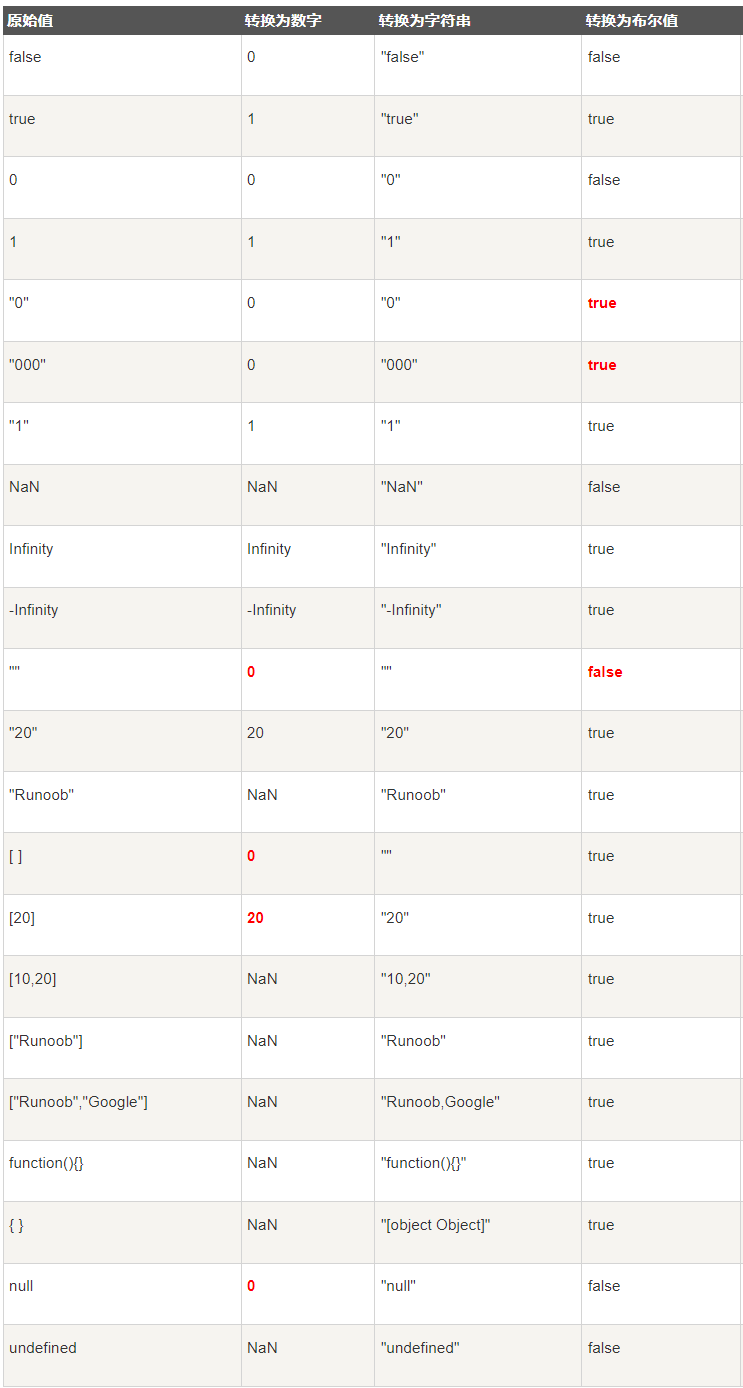 原始值 转换为数字 转换为字符串 转换为布尔值
false 0 "false" false
true 1 "true" true
0 0 "0" false
1 1 "1" true
"0" 0 "0" true
"000" 0 "000" true
"1" 1 "1" true
NaN NaN "NaN" false
Infinity Infinity "Infinity" true
-Infinity -Infinity "-Infinity" true
"" 0 "" false
"20" 20 "20" true
"Runoob" NaN "Runoob" true
[ ] 0 "" true
[20] 20 "20" true
[10,20] NaN "10,20" true
["Runoob"] NaN "Runoob" true
["Runoob","Google"] NaN "Runoob,Google" true
function(){} NaN "function(){}" true
{ } NaN "[object Object]" true
null 0 "null" false
undefined NaN "undefined" false